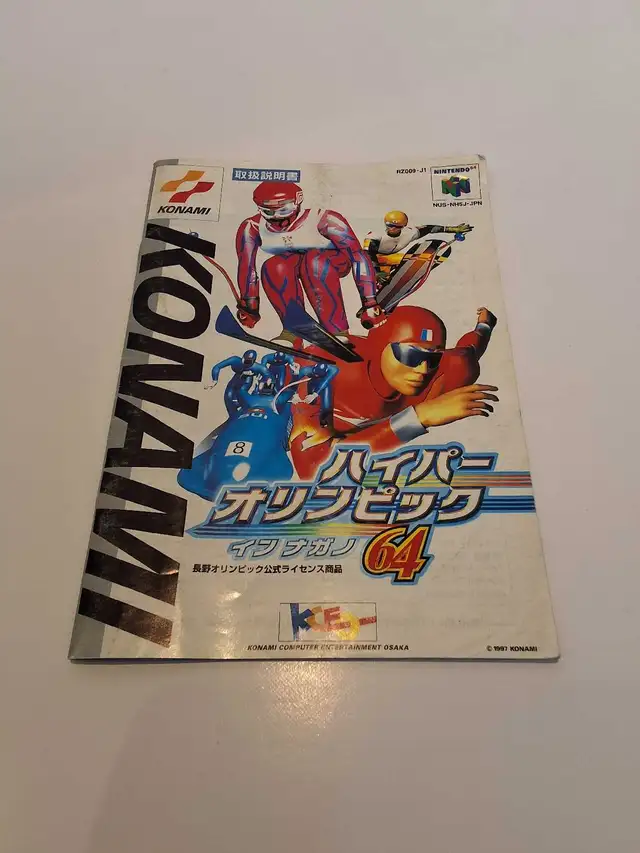 KONAMI
取扱説明書
RZ009-J1
NINTENDO64
NUS-NHSJ-JPN
KONAMI
8
ハイパー
オリンピック
イン ナガノ 64
長野オリンピック公式ライセンス商品
KCEO
KONAMI COMPUTER ENTERTAINMENT OSAKA
© 1997 KONAMI